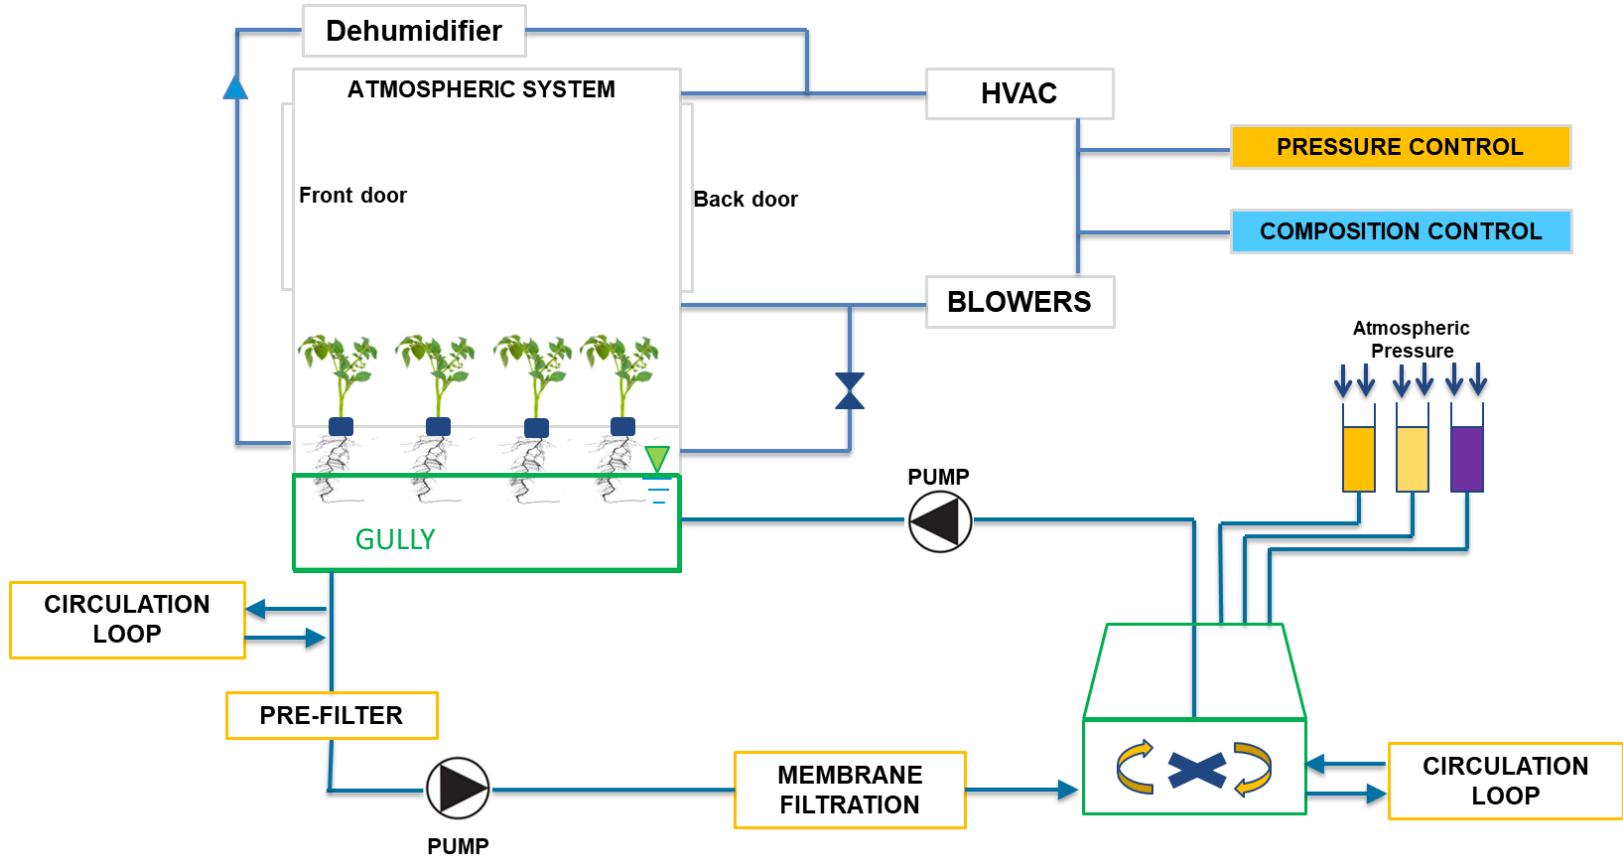 Dehumidifier
ATMOSPHERIC SYSTEM
HVAC
PRESSURE CONTROL
Front door
Back door
COMPOSITION CONTROL
BLOWERS
Atmospheric
Pressure
PUMP
GULLY
CIRCULATION
LOOP
PRE-FILTER
MEMBRANE
FILTRATION
CIRCULATION
LOOP
PUMP